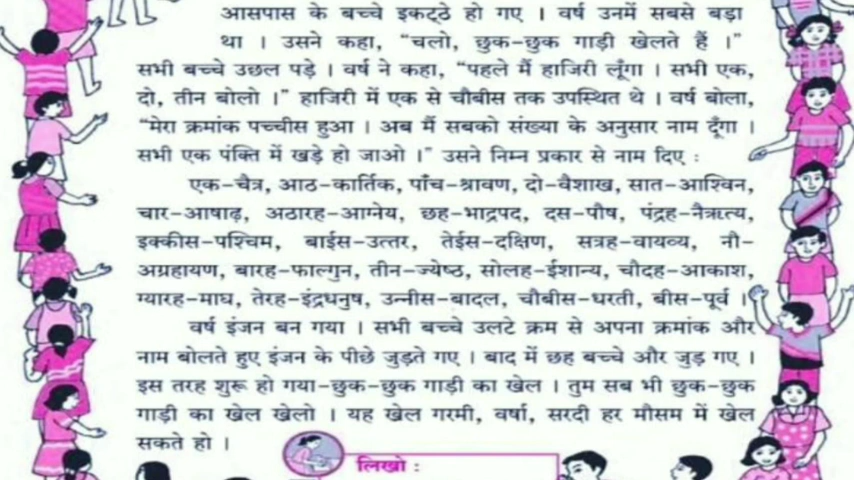 आसपास के बच्चे इकट्ठे हो गए । वर्ष उनमें सबसे बड़ा
था । उसने कहा, “चलो, छुक-छुक गाड़ी खेलते हैं ।”
सभी बच्चे उछल पड़े । वर्ष ने कहा, “पहले मैं हाजिरी लूँगा । सभी एक,
दो, तीन बोलो ।” हाजिरी में एक से चौबीस तक उपस्थित थे । वर्ष बोला,
“मेरा क्रमांक पच्चीस हुआ । अब मैं सबको संख्या के अनुसार नाम दूँगा ।
सभी एक पंक्ति में खड़े हो जाओ ।” उसने निम्न प्रकार से नाम दिए :
एक-चैत्र, आठ-कार्तिक, पाँच-श्रावण, दो-वैशाख, सात-आश्विन,
चार-आषाढ़, अठारह-आग्नेय, छह-भाद्रपद, दस-पौष, पंद्रह-नैऋत्य,
इक्कीस-पश्चिम, बाईस-उत्तर, तेईस-दक्षिण, सत्रह-वायव्य, नौ-
अग्रहायण, बारह-फाल्गुन, तीन-ज्येष्ठ, सोलह-ईशान्य, चौदह-आकाश,
ग्यारह-माघ, तेरह-इंद्रधनुष, उन्नीस-बादल, चौबीस-धरती, बीस-पूर्व ।
वर्ष इंजन बन गया । सभी बच्चे उलटे क्रम से अपना क्रमांक और
नाम बोलते हुए इंजन के पीछे जुड़ते गए । बाद में छह बच्चे और जुड़ गए ।
इस तरह शुरू हो गया-छुक-छुक गाड़ी का खेल । तुम सब भी छुक-छुक
गाड़ी का खेल खेलो । यह खेल गरमी, वर्षा, सरदी हर मौसम में खेल
सकते हो ।
लिखो :